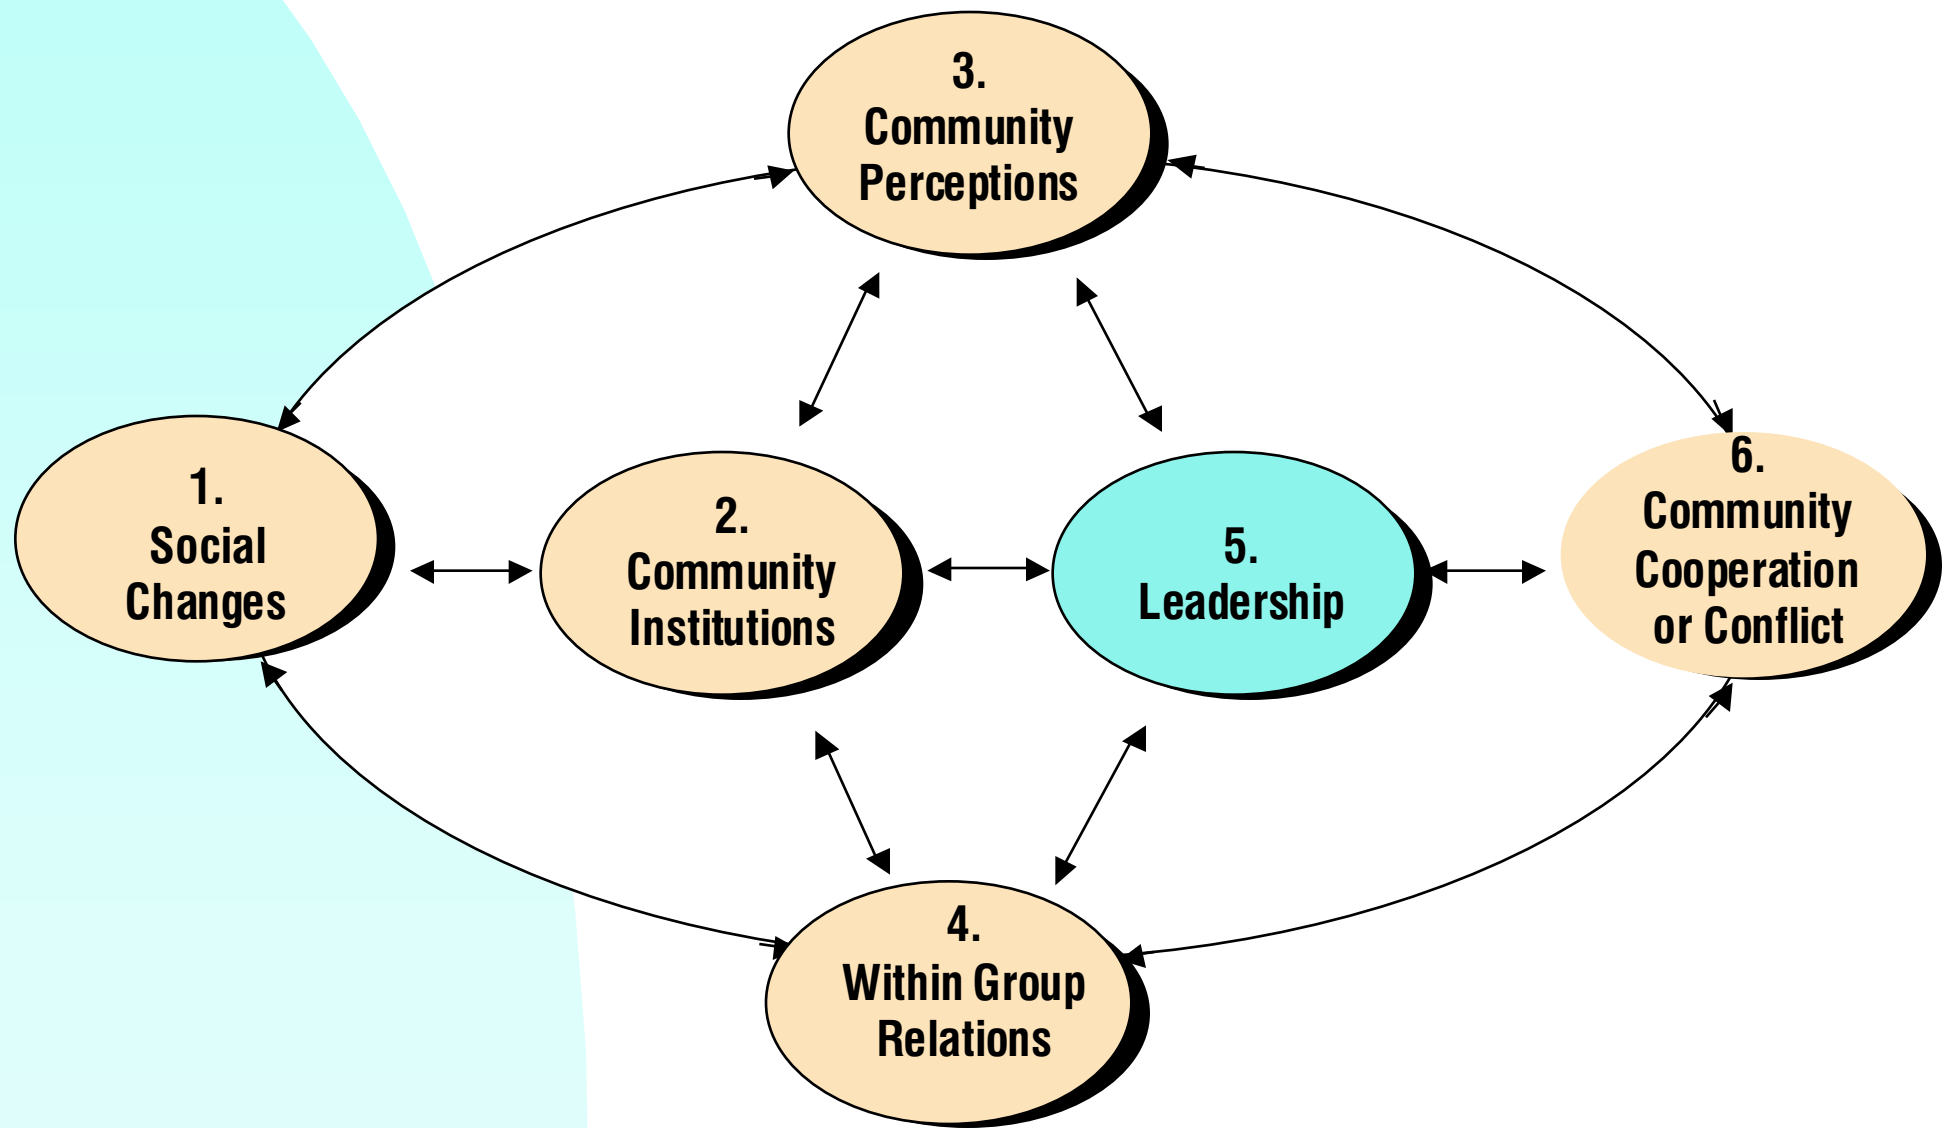 3.
Community
Perceptions
1.
Social
Changes
2.
Community
Institutions
5.
Leadership
6.
Community
Cooperation
or Conflict
4.
Within Group
Relations